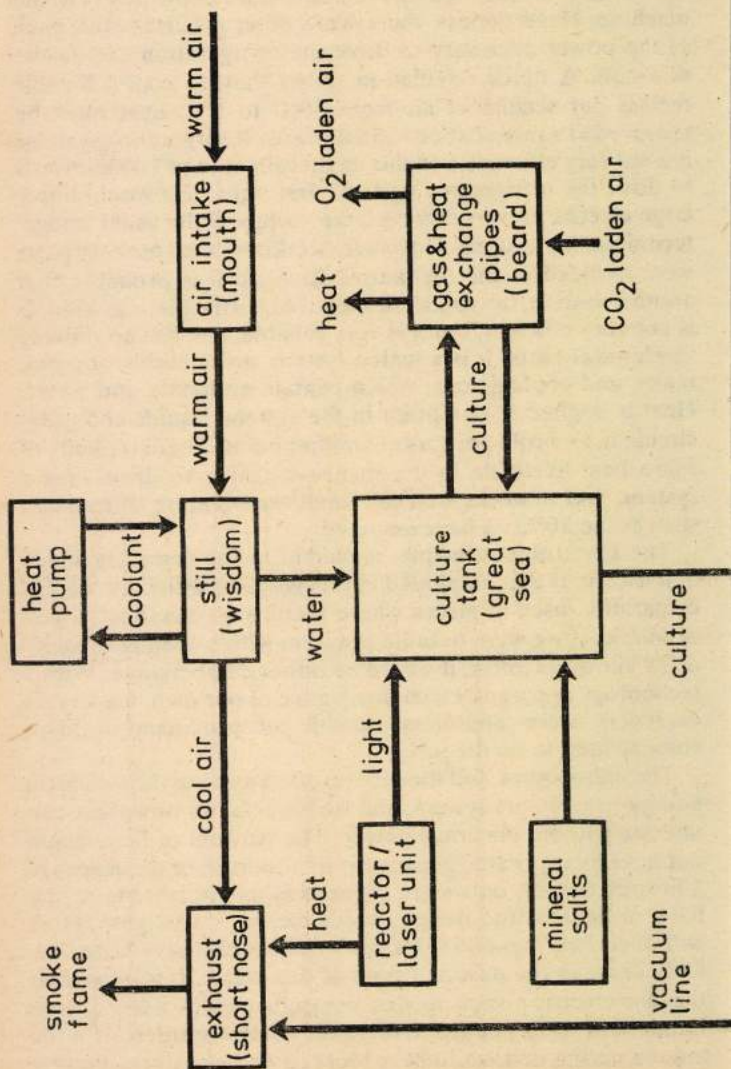 warm air
air intake
(mouth)
warm air
heat
pump
coolant
still
(wisdom)
cool air
water
smoke
flame
exhaust
(short nose)
O₂ laden air
heat
gas&heat
exchange
pipes
(beard)
CO₂ laden air
culture
culture
tank
(great
sea)
light
heat
reactor/
laser unit
mineral
salts
culture
vacuum
line